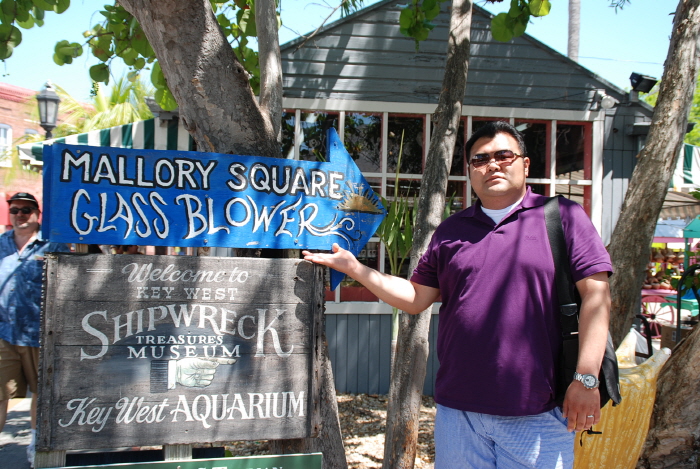 MALLORY SQUARE
GLASS BLOWER
Welcome to
KEY WEST
SHIPWRECK
TREASURES
MUSEUM
Key West AQUARIUM